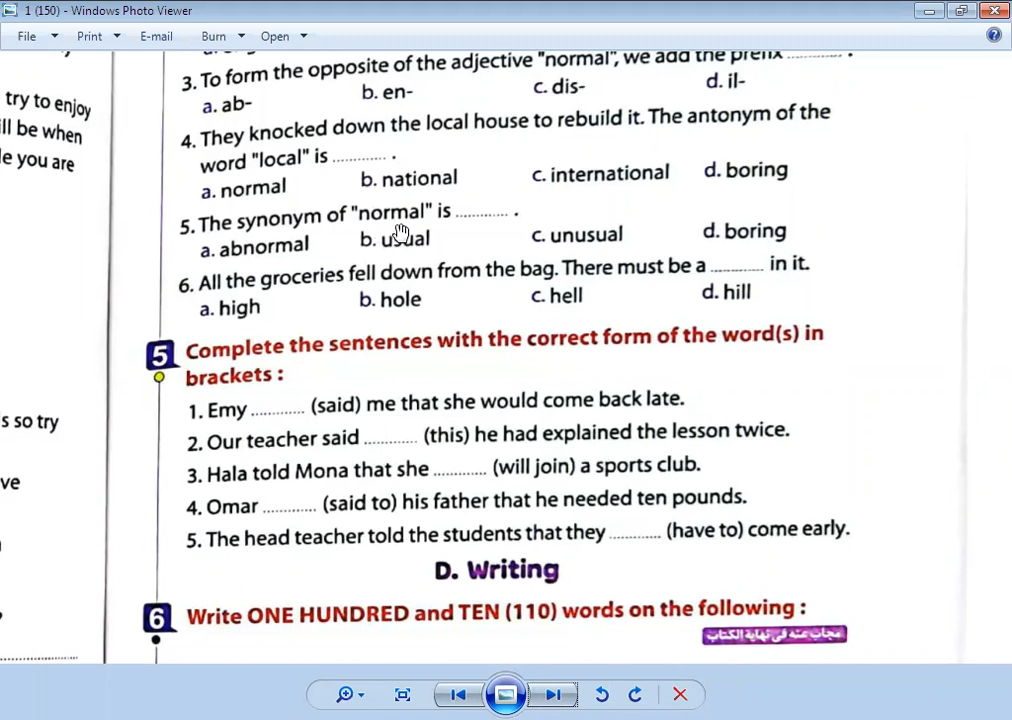 1 (150) - Windows Photo Viewer
File Print E-mail Burn Open
3. To form the opposite of the adjective "normal", we add the prefix ............ .
a. ab- b. en- c. dis- d. il-
4. They knocked down the local house to rebuild it. The antonym of the
word "local" is ............ .
a. normal b. national c. international d. boring
5. The synonym of "normal" is ............ .
a. abnormal b. usual c. unusual d. boring
6. All the groceries fell down from the bag. There must be a ............ in it.
a. high b. hole c. hell d. hill
5 Complete the sentences with the correct form of the word(s) in
brackets :
1. Emy ............ (said) me that she would come back late.
2. Our teacher said ............ (this) he had explained the lesson twice.
3. Hala told Mona that she ............ (will join) a sports club.
4. Omar ............ (said to) his father that he needed ten pounds.
5. The head teacher told the students that they ............ (have to) come early.
D. Writing
6 Write ONE HUNDRED and TEN (110) words on the following :
مجاب عنه في نهاية الكتاب
try to enjoy
ill be when
le you are
s so try
ve